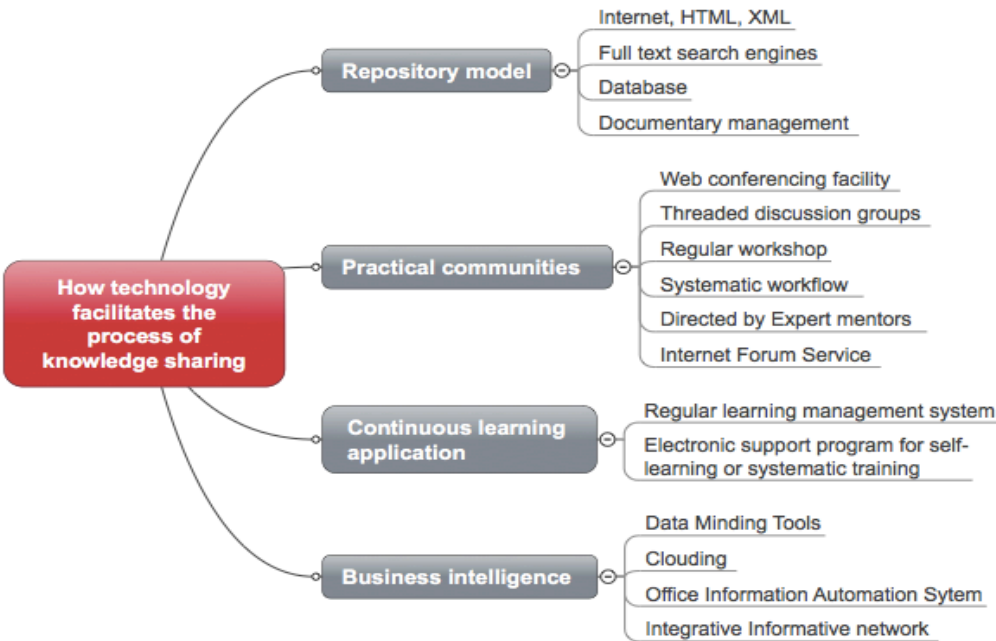 How technology
facilitates the
process of
knowledge sharing
Repository model
Internet, HTML, XML
Full text search engines
Database
Documentary management
Practical communities
Web conferencing facility
Threaded discussion groups
Regular workshop
Systematic workflow
Directed by Expert mentors
Internet Forum Service
Continuous learning
application
Regular learning management system
Electronic support program for self-
learning or systematic training
Business intelligence
Data Minding Tools
Clouding
Office Information Automation Sytem
Integrative Informative network